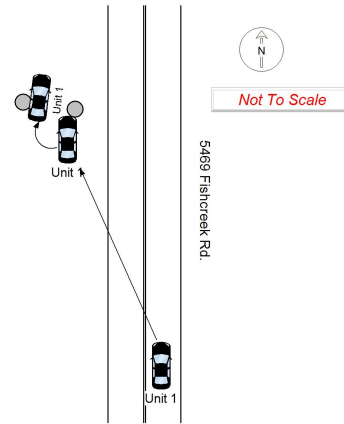 N
Not To Scale
Unit 1
Unit 1
5469 Fishcreek Rd.
Unit 1